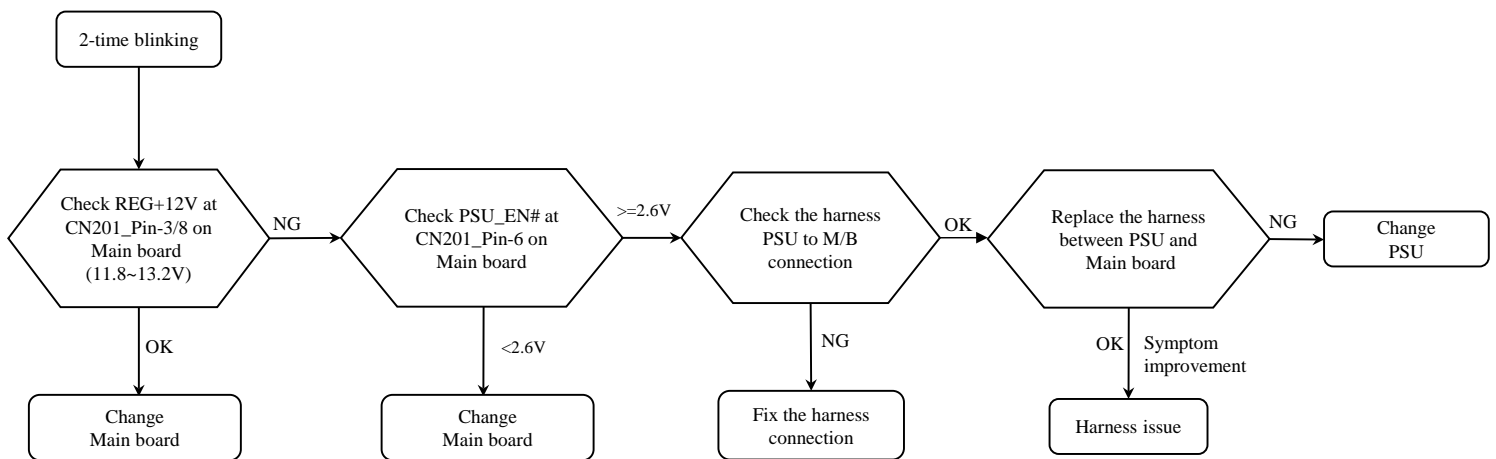 2-time blinking
Check REG+12V at
CN201_Pin-3/8 on
Main board
(11.8~13.2V)
NG
Check PSU_EN# at
CN201_Pin-6 on
Main board
>=2.6V
Check the harness
PSU to M/B
connection
OK
Replace the harness
between PSU and
Main board
NG
Change
PSU
OK
<2.6V
NG
OK
Symptom
improvement
Change
Main board
Change
Main board
Fix the harness
connection
Harness issue